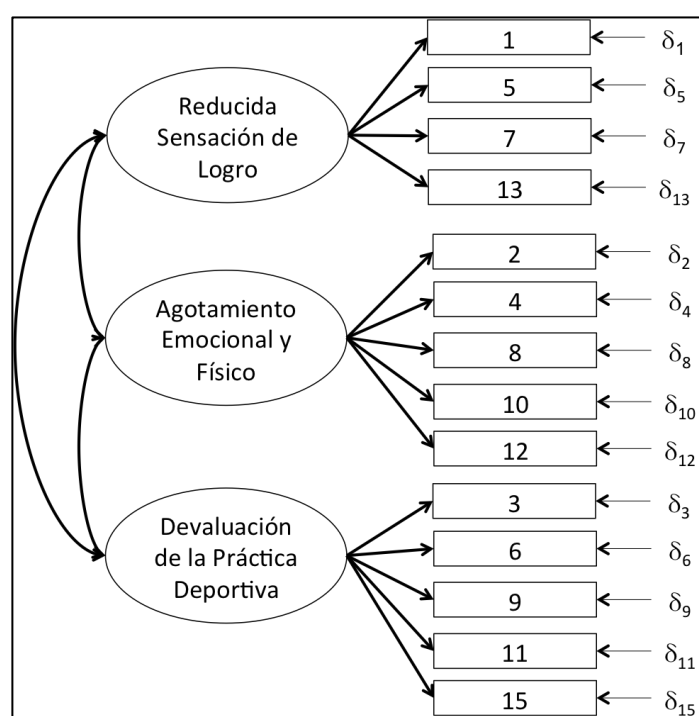 Reducida
Sensación de
Logro
1
δ1
5
δ5
7
δ7
13
δ13
Agotamiento
Emocional y
Físico
2
δ2
4
δ4
8
δ8
10
δ10
12
δ12
Devaluación
de la Práctica
Deportiva
3
δ3
6
δ6
9
δ9
11
δ11
15
δ15